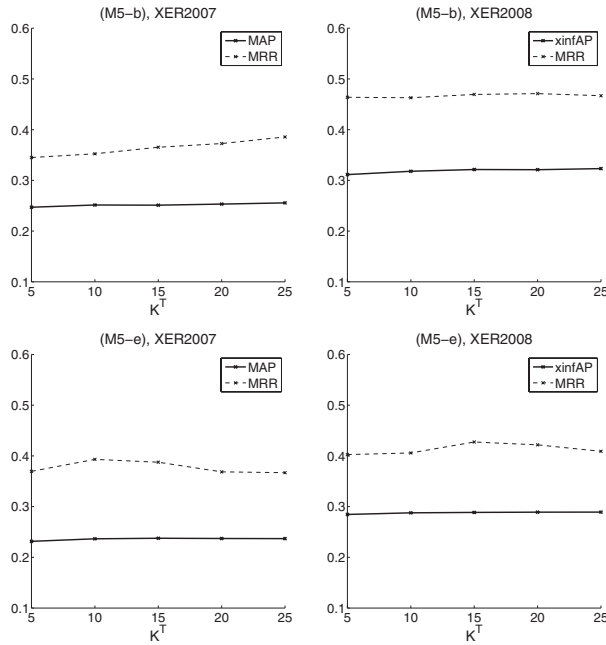 (M5-b), XER2007
MAP
MRR
0.6
0.5
0.4
0.3
0.2
0.1
5 10 15 20 25
K^T
(M5-b), XER2008
xinfAP
MRR
0.6
0.5
0.4
0.3
0.2
0.1
5 10 15 20 25
K^T
(M5-e), XER2007
MAP
MRR
0.6
0.5
0.4
0.3
0.2
0.1
5 10 15 20 25
K^T
(M5-e), XER2008
xinfAP
MRR
0.6
0.5
0.4
0.3
0.2
0.1
5 10 15 20 25
K^T